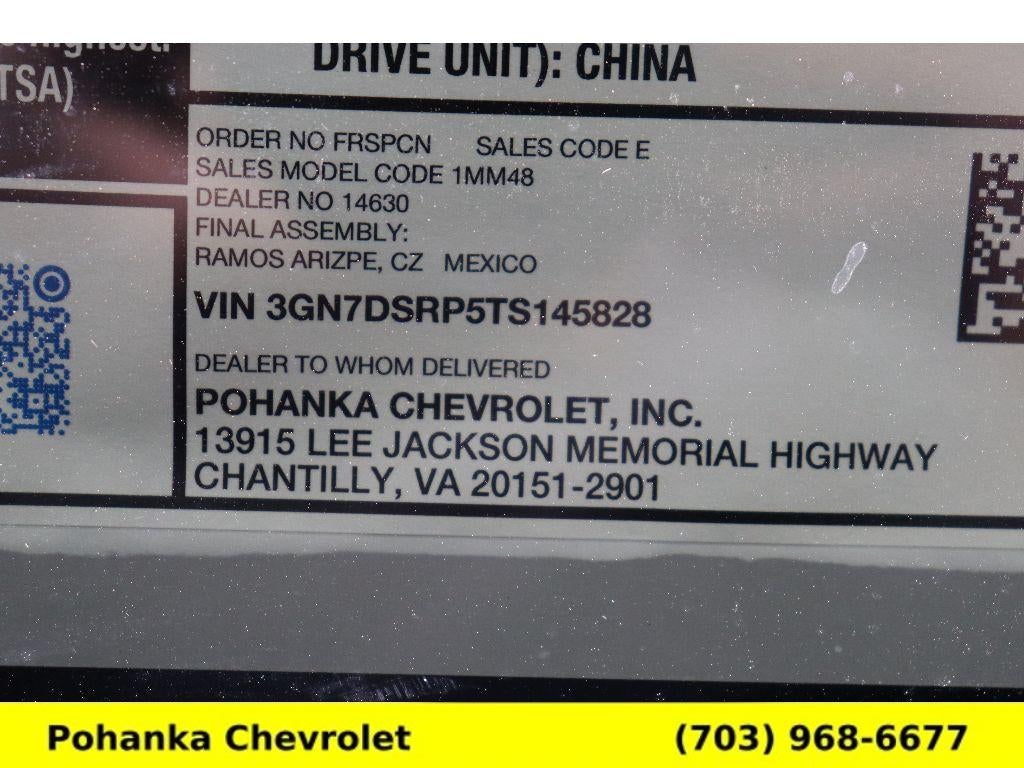 TSA)
DRIVE UNIT): CHINA
ORDER NO FRSPCN SALES CODE E
SALES MODEL CODE 1MM48
DEALER NO 14630
FINAL ASSEMBLY:
RAMOS ARIZPE, CZ MEXICO
VIN 3GN7DSRP5TS145828
DEALER TO WHOM DELIVERED
POHANKA CHEVROLET, INC.
13915 LEE JACKSON MEMORIAL HIGHWAY
CHANTILLY, VA 20151-2901
Pohanka Chevrolet (703) 968-6677